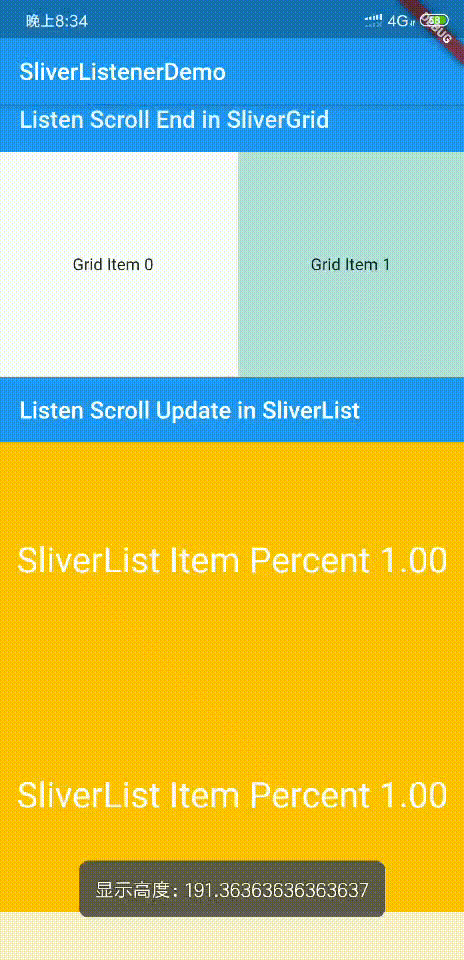 晚上8:34
4G
DEBUG
SliverListenerDemo
Listen Scroll End in SliverGrid
Grid Item 0
Grid Item 1
Listen Scroll Update in SliverList
SliverList Item Percent 1.00
SliverList Item Percent 1.00
显示高度：191.36363636363637